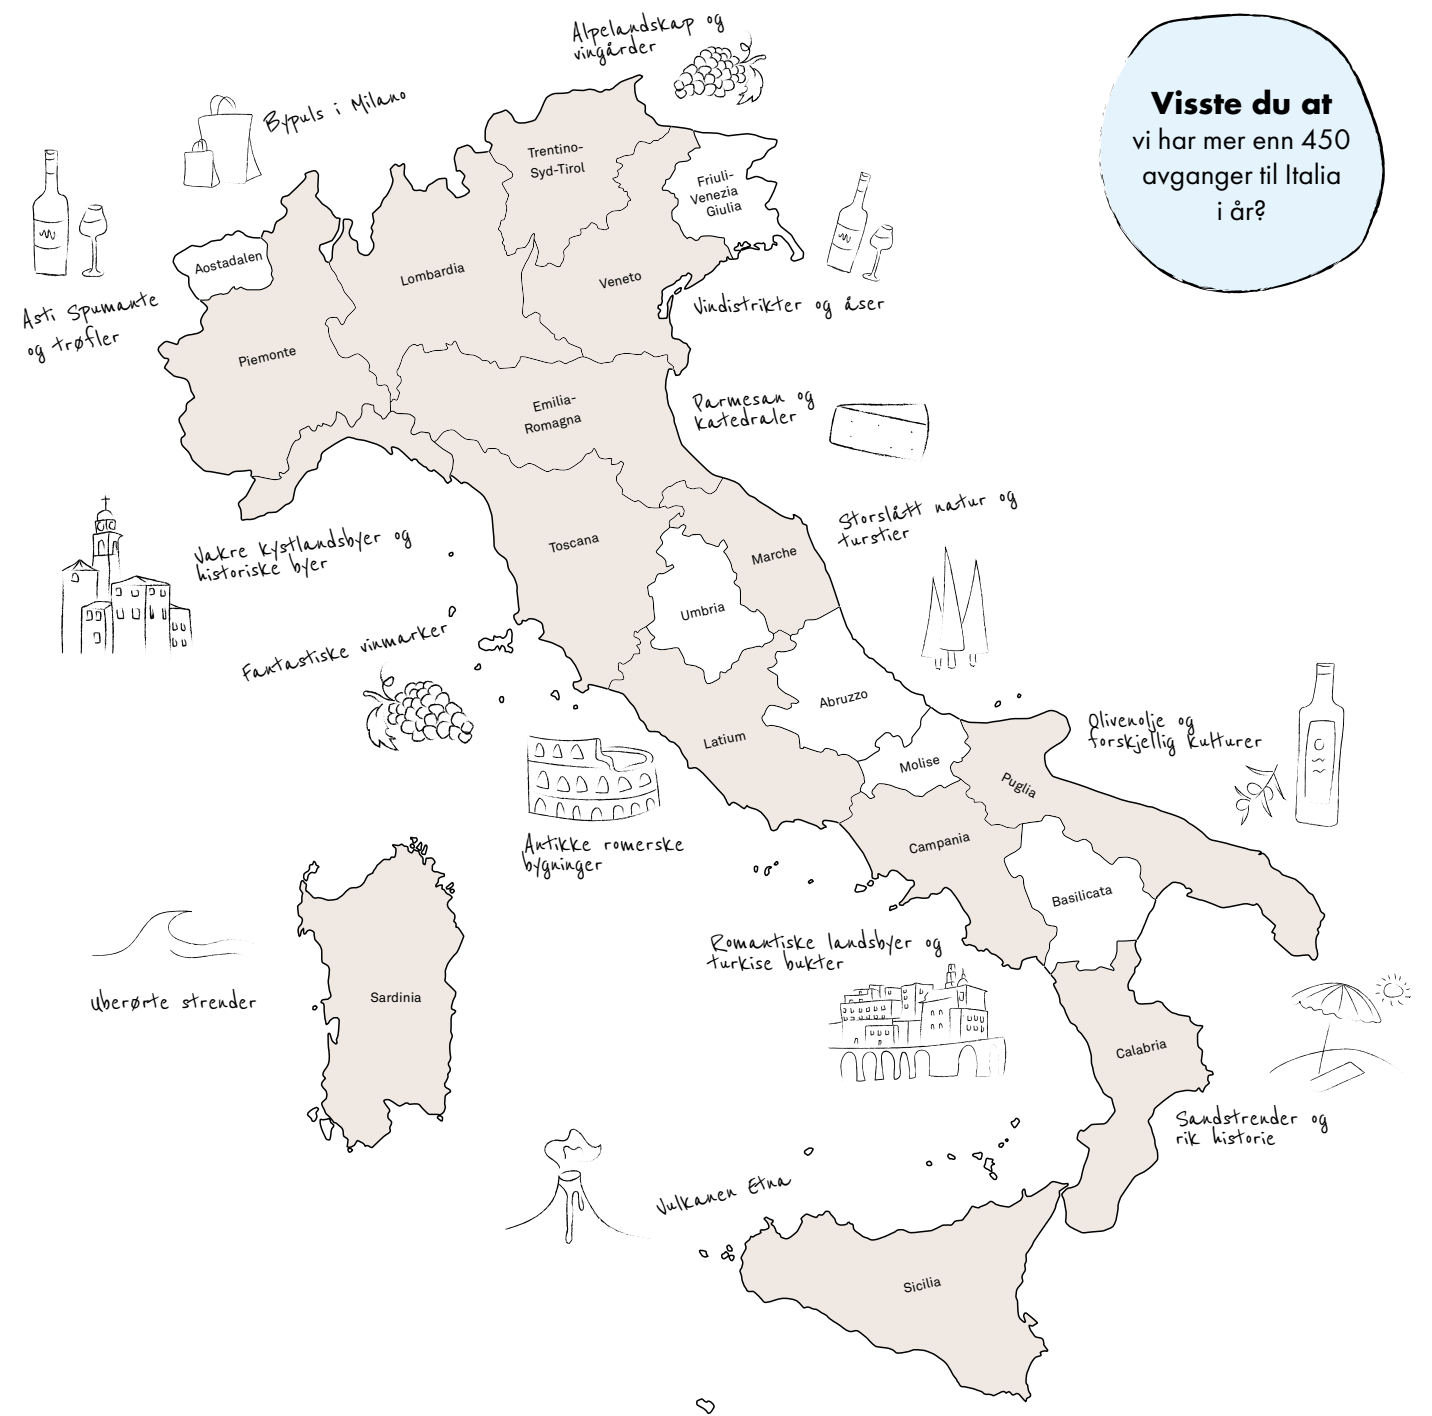 Alpelandskap og
vingårder
Bypuls i Milano
Visste du at
vi har mer enn 450
avganger til Italia
i år?
Trentino-
Syd-Tirol
Friuli-
Venezia
Giulia
Aostadalen
Lombardia
Veneto
Asti Spumante
og trøfler
Vindistrikter og åser
Piemonte
Emilia-
Romagna
Parmesan og
katedraler
Storslått natur og
turstier
Vakre kystlandsbyer og
historiske byer
Toscana
Marche
Umbria
Fantastiske vinmarker
Abruzzo
Latium
Molise
Puglia
Olivenolje og
forskjellig kulturer
Antikke romerske
bygninger
Campania
Basilicata
Romantiske landsbyer og
turkise bukter
Uberørte strender
Sardinia
Calabria
Sandstrender og
rik historie
Vulkanen Etna
Sicilia